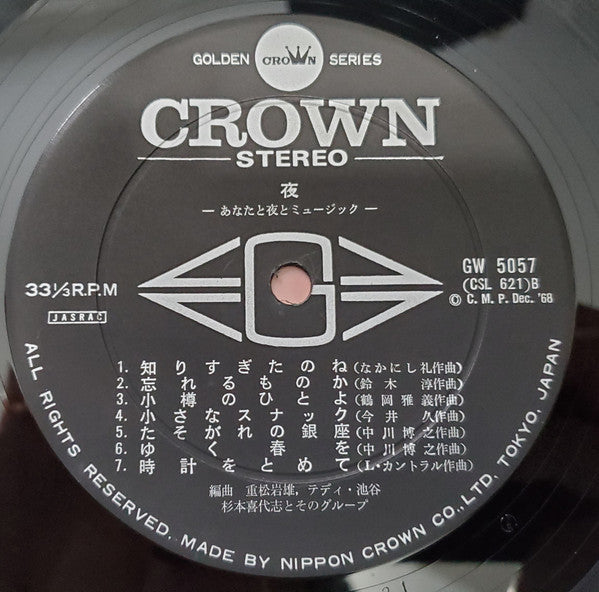 GOLDEN CROWN SERIES
CROWN
STEREO
夜
— あなたと夜とミュージック —
G
33⅓R.P.M
JASRAC
GW 5057
(CSL 621)B
Ⓒ C. M. P. Dec. '68
1. 知りすぎたのね (なかにし礼作曲)
2. 忘れるものか (鈴木淳作曲)
3. 小樽のひとよ (鶴岡雅義作曲)
4. 小さなスナック (今井久作曲)
5. たそがれの銀座 (中川博之作曲)
6. ゆく春を (中川博之作曲)
7. 時計をとめて (L・カントラル作曲)
編曲 重松岩雄, テディ・池谷
杉本喜代志とそのグループ
ALL RIGHTS RESERVED. MADE BY NIPPON CROWN CO., LTD. TOKYO, JAPAN